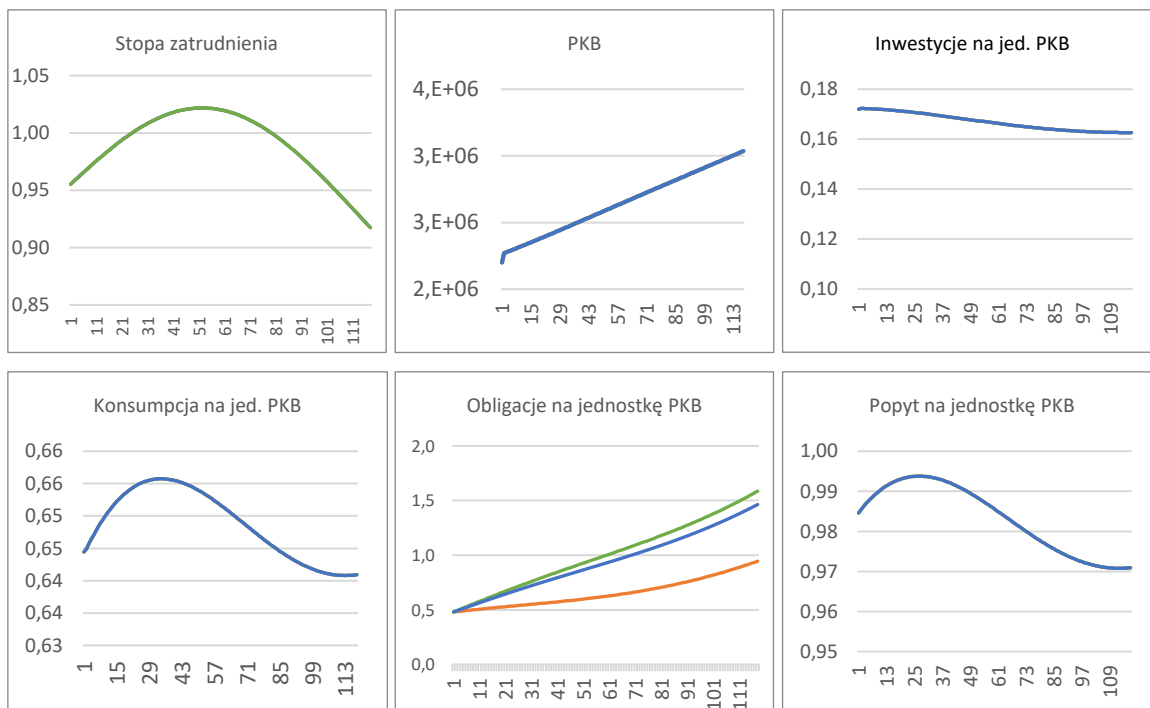 Stopa zatrudnienia
1,05
1,00
0,95
0,90
0,85
1 11 21 31 41 51 61 71 81 91 101 111
PKB
4,E+06
3,E+06
3,E+06
2,E+06
1 15 29 43 57 71 85 99 113
Inwestycje na jed. PKB
0,18
0,16
0,14
0,12
0,10
1 13 25 37 49 61 73 85 97 109
Konsumpcja na jed. PKB
0,66
0,66
0,65
0,65
0,64
0,64
0,63
1 15 29 43 57 71 85 99 113
Obligacje na jednostkę PKB
2,0
1,5
1,0
0,5
0,0
1 11 21 31 41 51 61 71 81 91 101 111
Popyt na jednostkę PKB
1,00
0,99
0,98
0,97
0,96
0,95
1 13 25 37 49 61 73 85 97 109